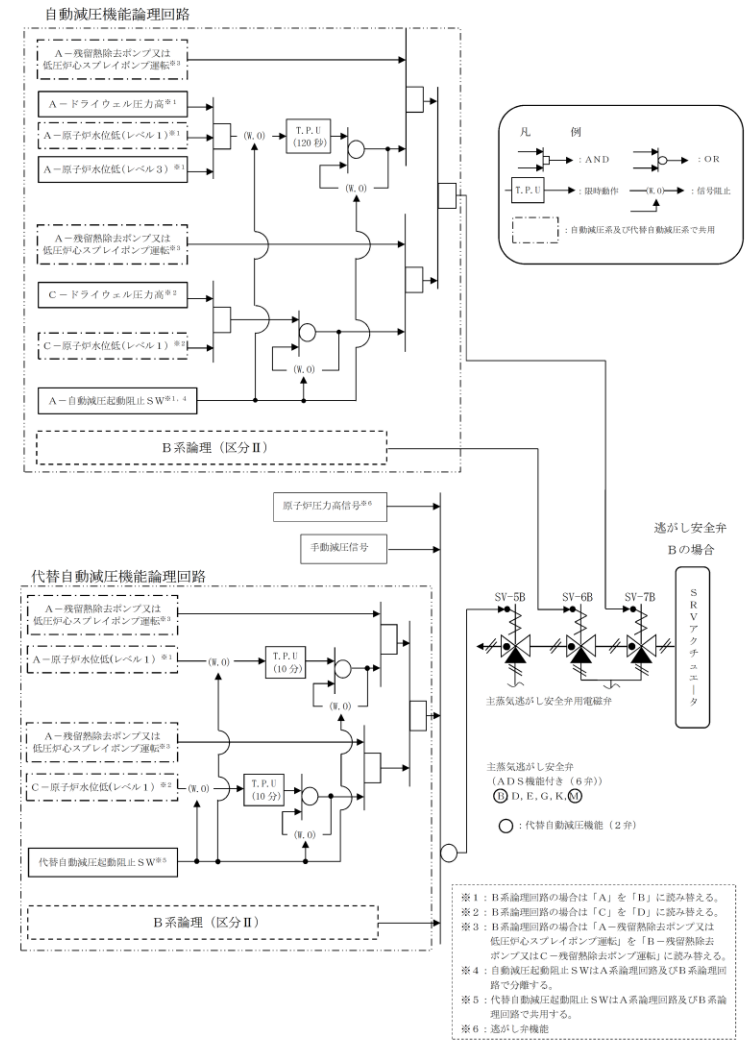 自動減圧機能論理回路
A－残留熱除去ポンプ又は
低圧炉心スプレイポンプ運転※3
A－ドライウェル圧力高※1
A－原子炉水位低(レベル1)※1
A－原子炉水位低(レベル3)※1
(W.O)
T.P.U
(120秒)
(W.O)
A－残留熱除去ポンプ又は
低圧炉心スプレイポンプ運転※3
C－ドライウェル圧力高※2
C－原子炉水位低(レベル1)※2
(W.O)
A－自動減圧起動阻止SW※1, 4
B系論理（区分Ⅱ）
凡　例
：AND
：OR
T.P.U
：限時動作
(W.O)
：信号阻止
：自動減圧系及び代替自動減圧系で共用
原子炉圧力高信号※6
手動減圧信号
代替自動減圧機能論理回路
A－残留熱除去ポンプ又は
低圧炉心スプレイポンプ運転※3
A－原子炉水位低(レベル1)※1
(W.O)
T.P.U
(10分)
(W.O)
A－残留熱除去ポンプ又は
低圧炉心スプレイポンプ運転※3
C－原子炉水位低(レベル1)※2
(W.O)
T.P.U
(10分)
(W.O)
代替自動減圧起動阻止SW※5
B系論理（区分Ⅱ）
逃がし安全弁
Bの場合
SV-5B
SV-6B
SV-7B
SRVアクチュエータ
主蒸気逃がし安全弁用電磁弁
主蒸気逃がし安全弁
（ADS機能付き（6弁））
B, D, E, G, K, M
：代替自動減圧機能（2弁）
※1：B系論理回路の場合は「A」を「B」に読み替える。
※2：B系論理回路の場合は「C」を「D」に読み替える。
※3：B系論理回路の場合は「A－残留熱除去ポンプ又は
低圧炉心スプレイポンプ運転」を「B－残留熱除去
ポンプ又はC－残留熱除去ポンプ運転」に読み替える。
※4：自動減圧起動阻止SWはA系論理回路及びB系論理回
路で分離する。
※5：代替自動減圧起動阻止SWはA系論理回路及びB系論
理回路で共用する。
※6：逃がし弁機能